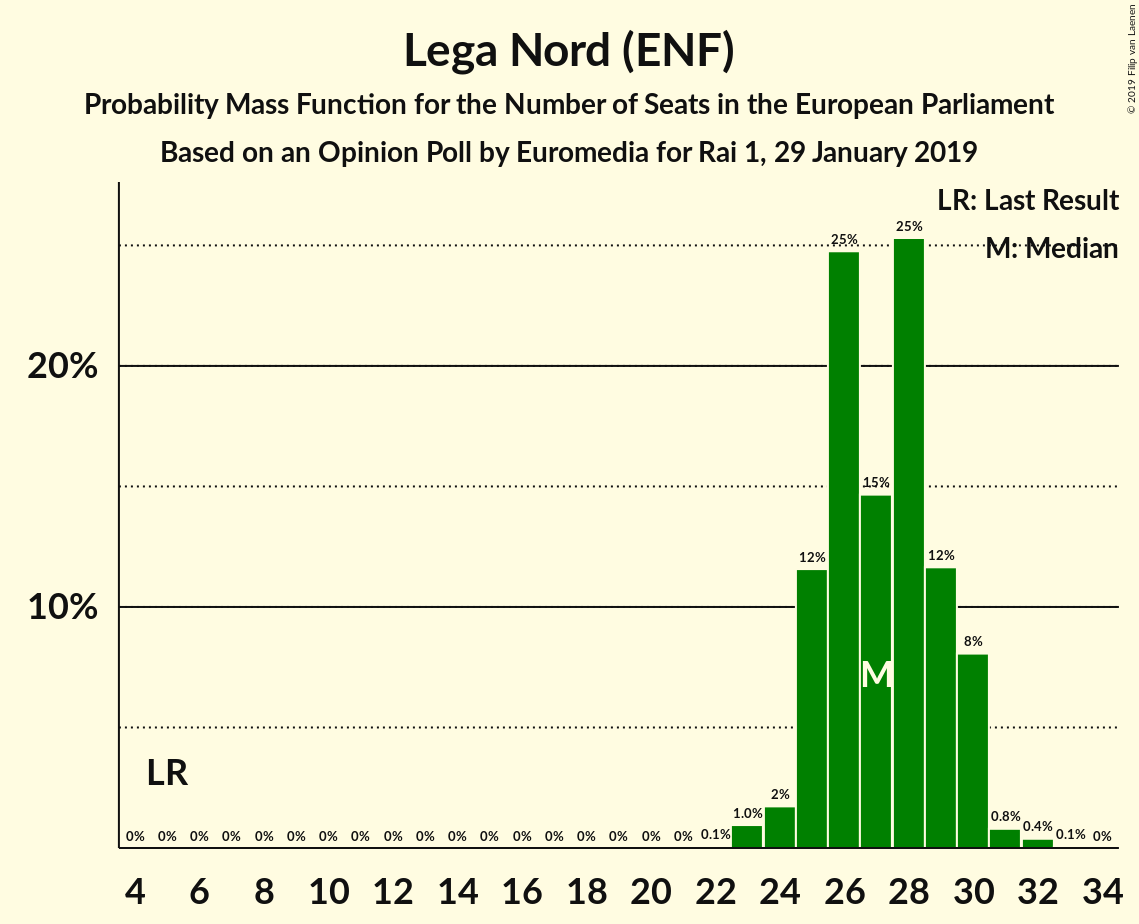 Lega Nord (ENF)
Probability Mass Function for the Number of Seats in the European Parliament
Based on an Opinion Poll by Euromedia for Rai 1, 29 January 2019
© 2019 Filip van Laenen
LR: Last Result
M: Median
20%
10%
LR
M
0% 0% 0% 0% 0% 0% 0% 0% 0% 0% 0% 0% 0% 0% 0% 0% 0% 0% 0.1% 1.0% 2% 12% 25% 15% 25% 12% 8% 0.8% 0.4% 0.1% 0%
4 6 8 10 12 14 16 18 20 22 24 26 28 30 32 34